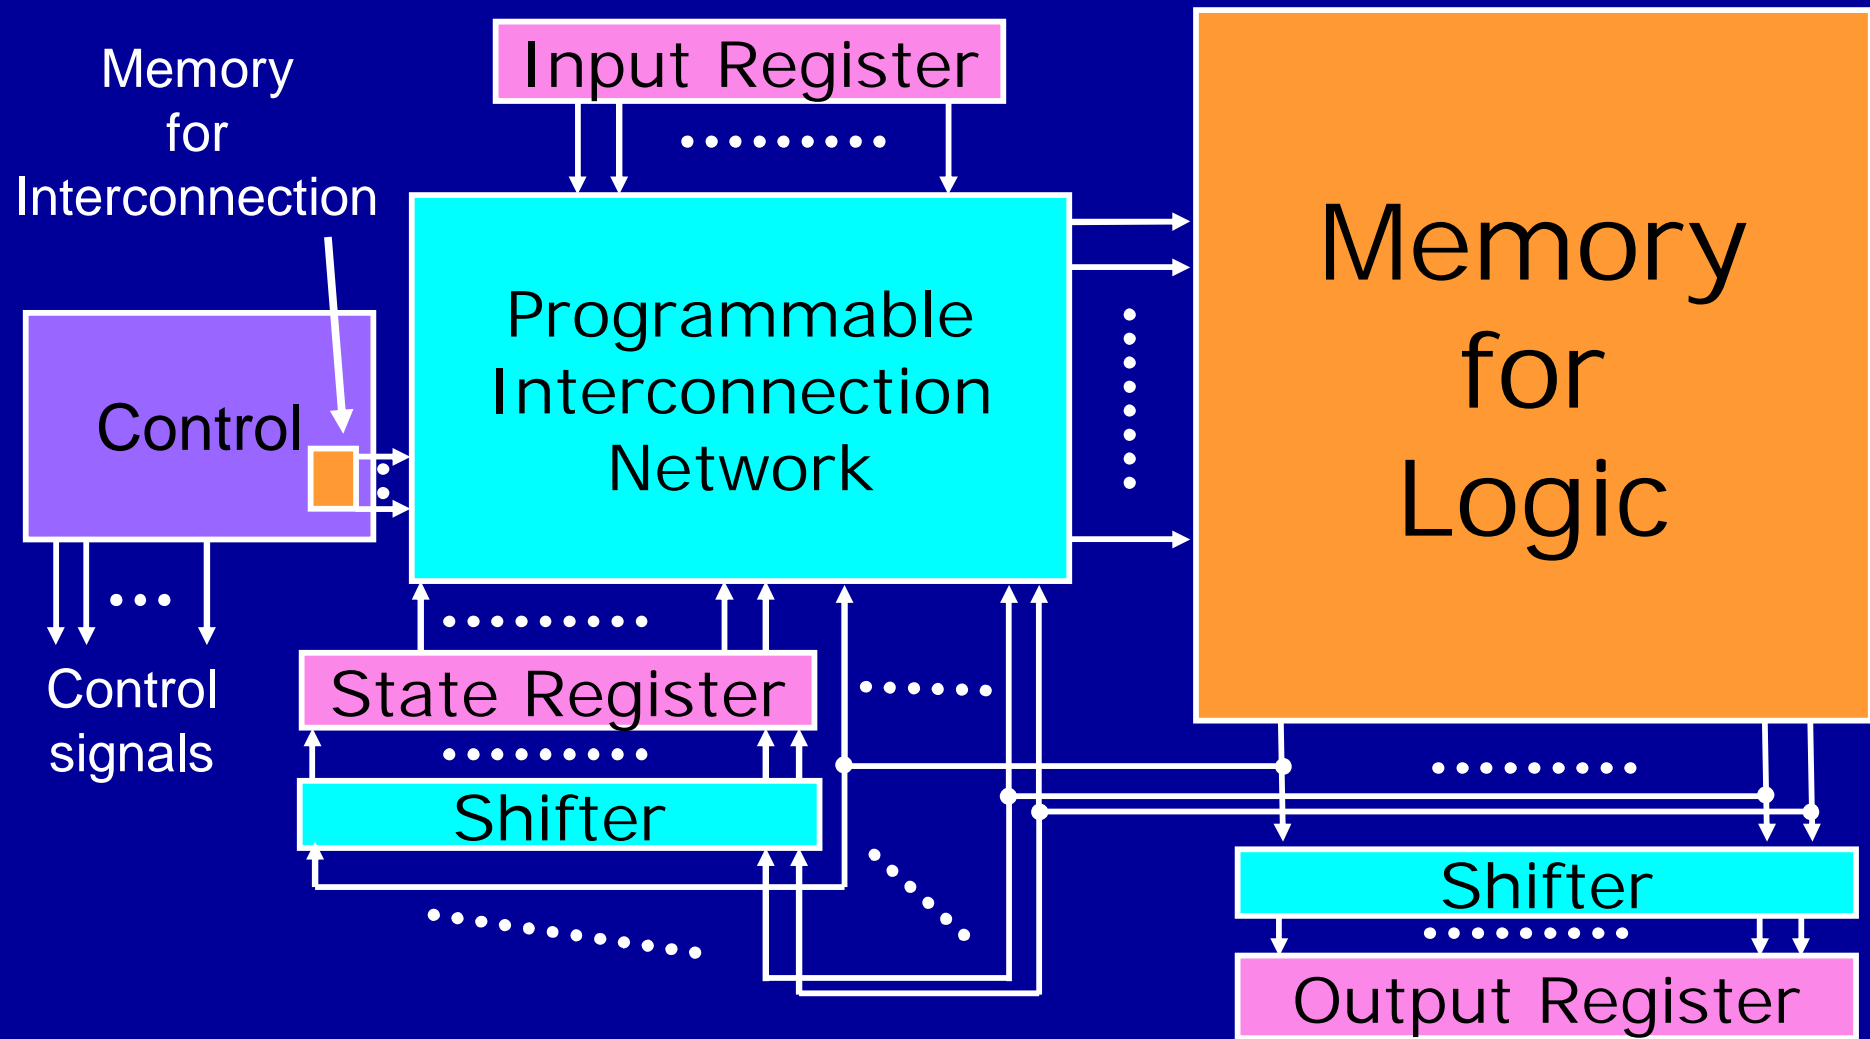 Memory
for
Interconnection
Input Register
Programmable
Interconnection
Network
Memory
for
Logic
Control
Control
signals
State Register
Shifter
Shifter
Output Register